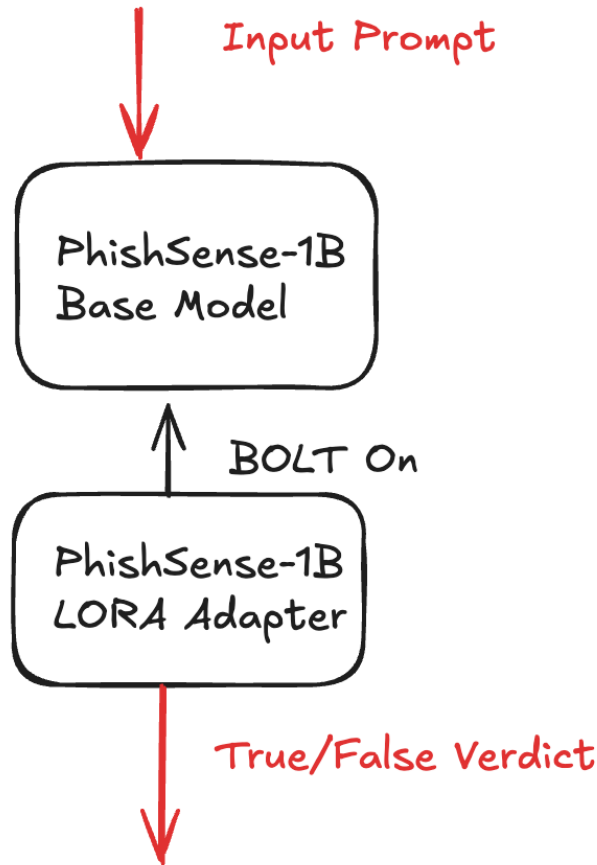 Input Prompt
PhishSense-1B
Base Model
BOLT On
PhishSense-1B
LORA Adapter
True/False Verdict